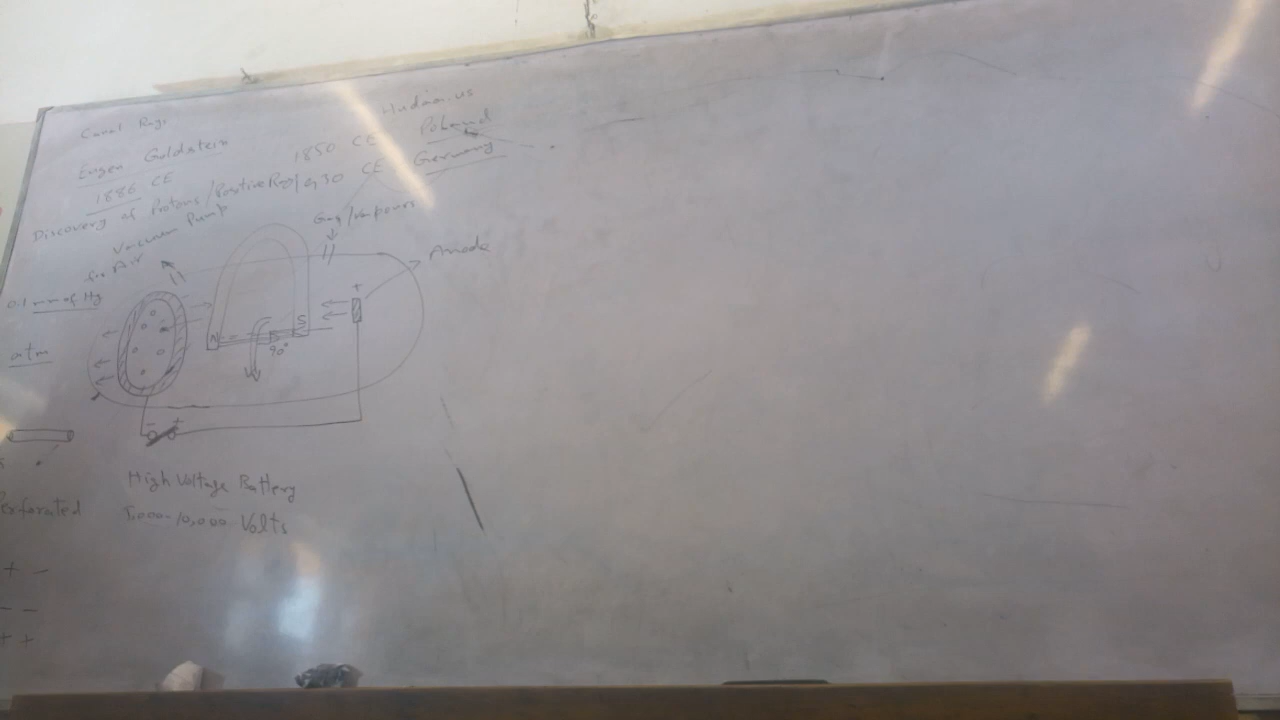 Canal Rays
Eugen Goldstein
1886 CE
1850 CE Poland
1930 CE Germany
Discovery of Protons / Positive Rays
Vacuum Pump
for Air
Gas/Vapours
Anode
0.1 mm of Hg
atm
+
N
S
90°
- +
High Voltage Battery
5,000-10,000 Volts
Perforated
+ -
- -
+ +